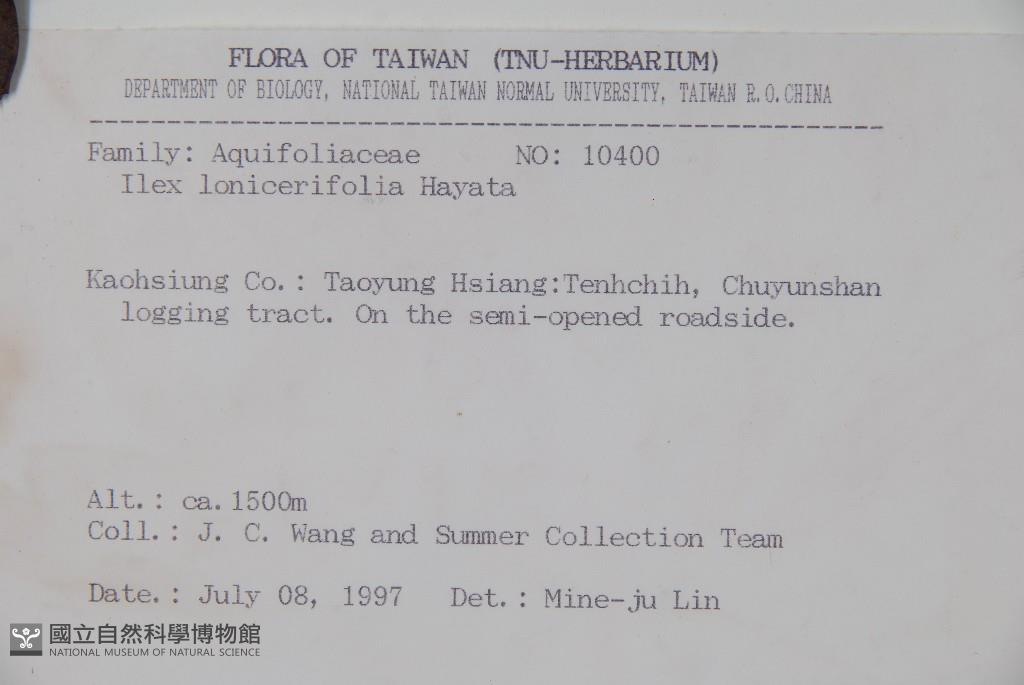 FLORA OF TAIWAN (TNU-HERBARIUM)
DEPARTMENT OF BIOLOGY, NATIONAL TAIWAN NORMAL UNIVERSITY, TAIWAN R.O.CHINA
Family: Aquifoliaceae NO: 10400
Ilex lonicerifolia Hayata
Kaohsiung Co.: Taoyung Hsiang:Tenhchih, Chuyunshan
logging tract. On the semi-opened roadside.
Alt.: ca.1500m
Coll.: J. C. Wang and Summer Collection Team
Date.: July 08, 1997 Det.: Mine-ju Lin
國立自然科學博物館
NATIONAL MUSEUM OF NATURAL SCIENCE